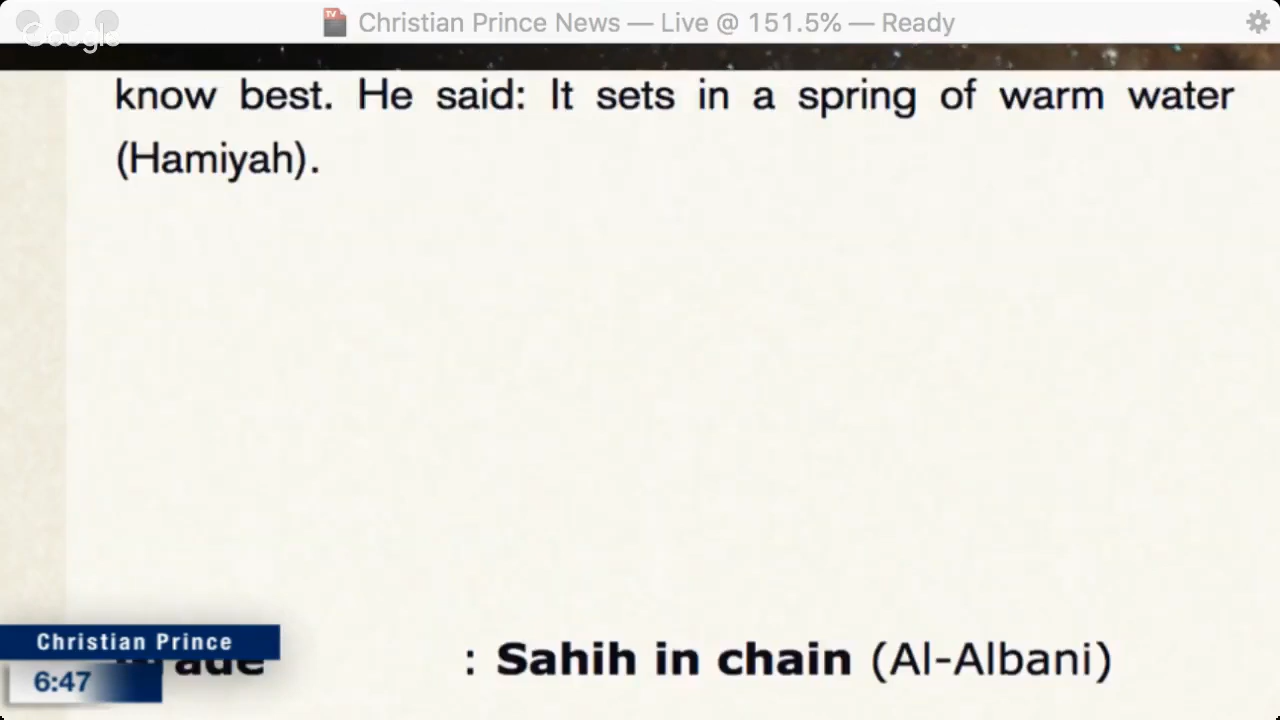 Christian Prince News — Live @ 151.5% — Ready
Google
know best. He said: It sets in a spring of warm water
(Hamiyah).
Christian Prince
: Sahih in chain (Al-Albani)
6:47